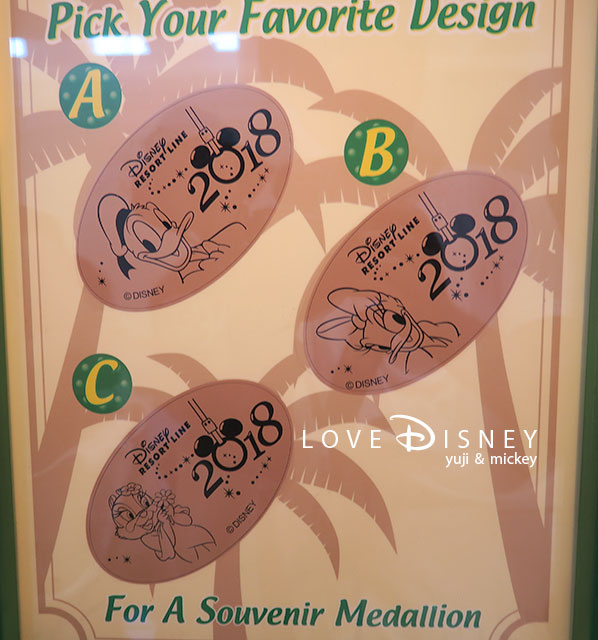 Pick Your Favorite Design
A
DISNEY
RESORT LINE
2018
© DISNEY
B
DISNEY
RESORT LINE
2018
© DISNEY
C
DISNEY
RESORT LINE
2018
© DISNEY
LOVE DISNEY
yuji & mickey
For A Souvenir Medallion